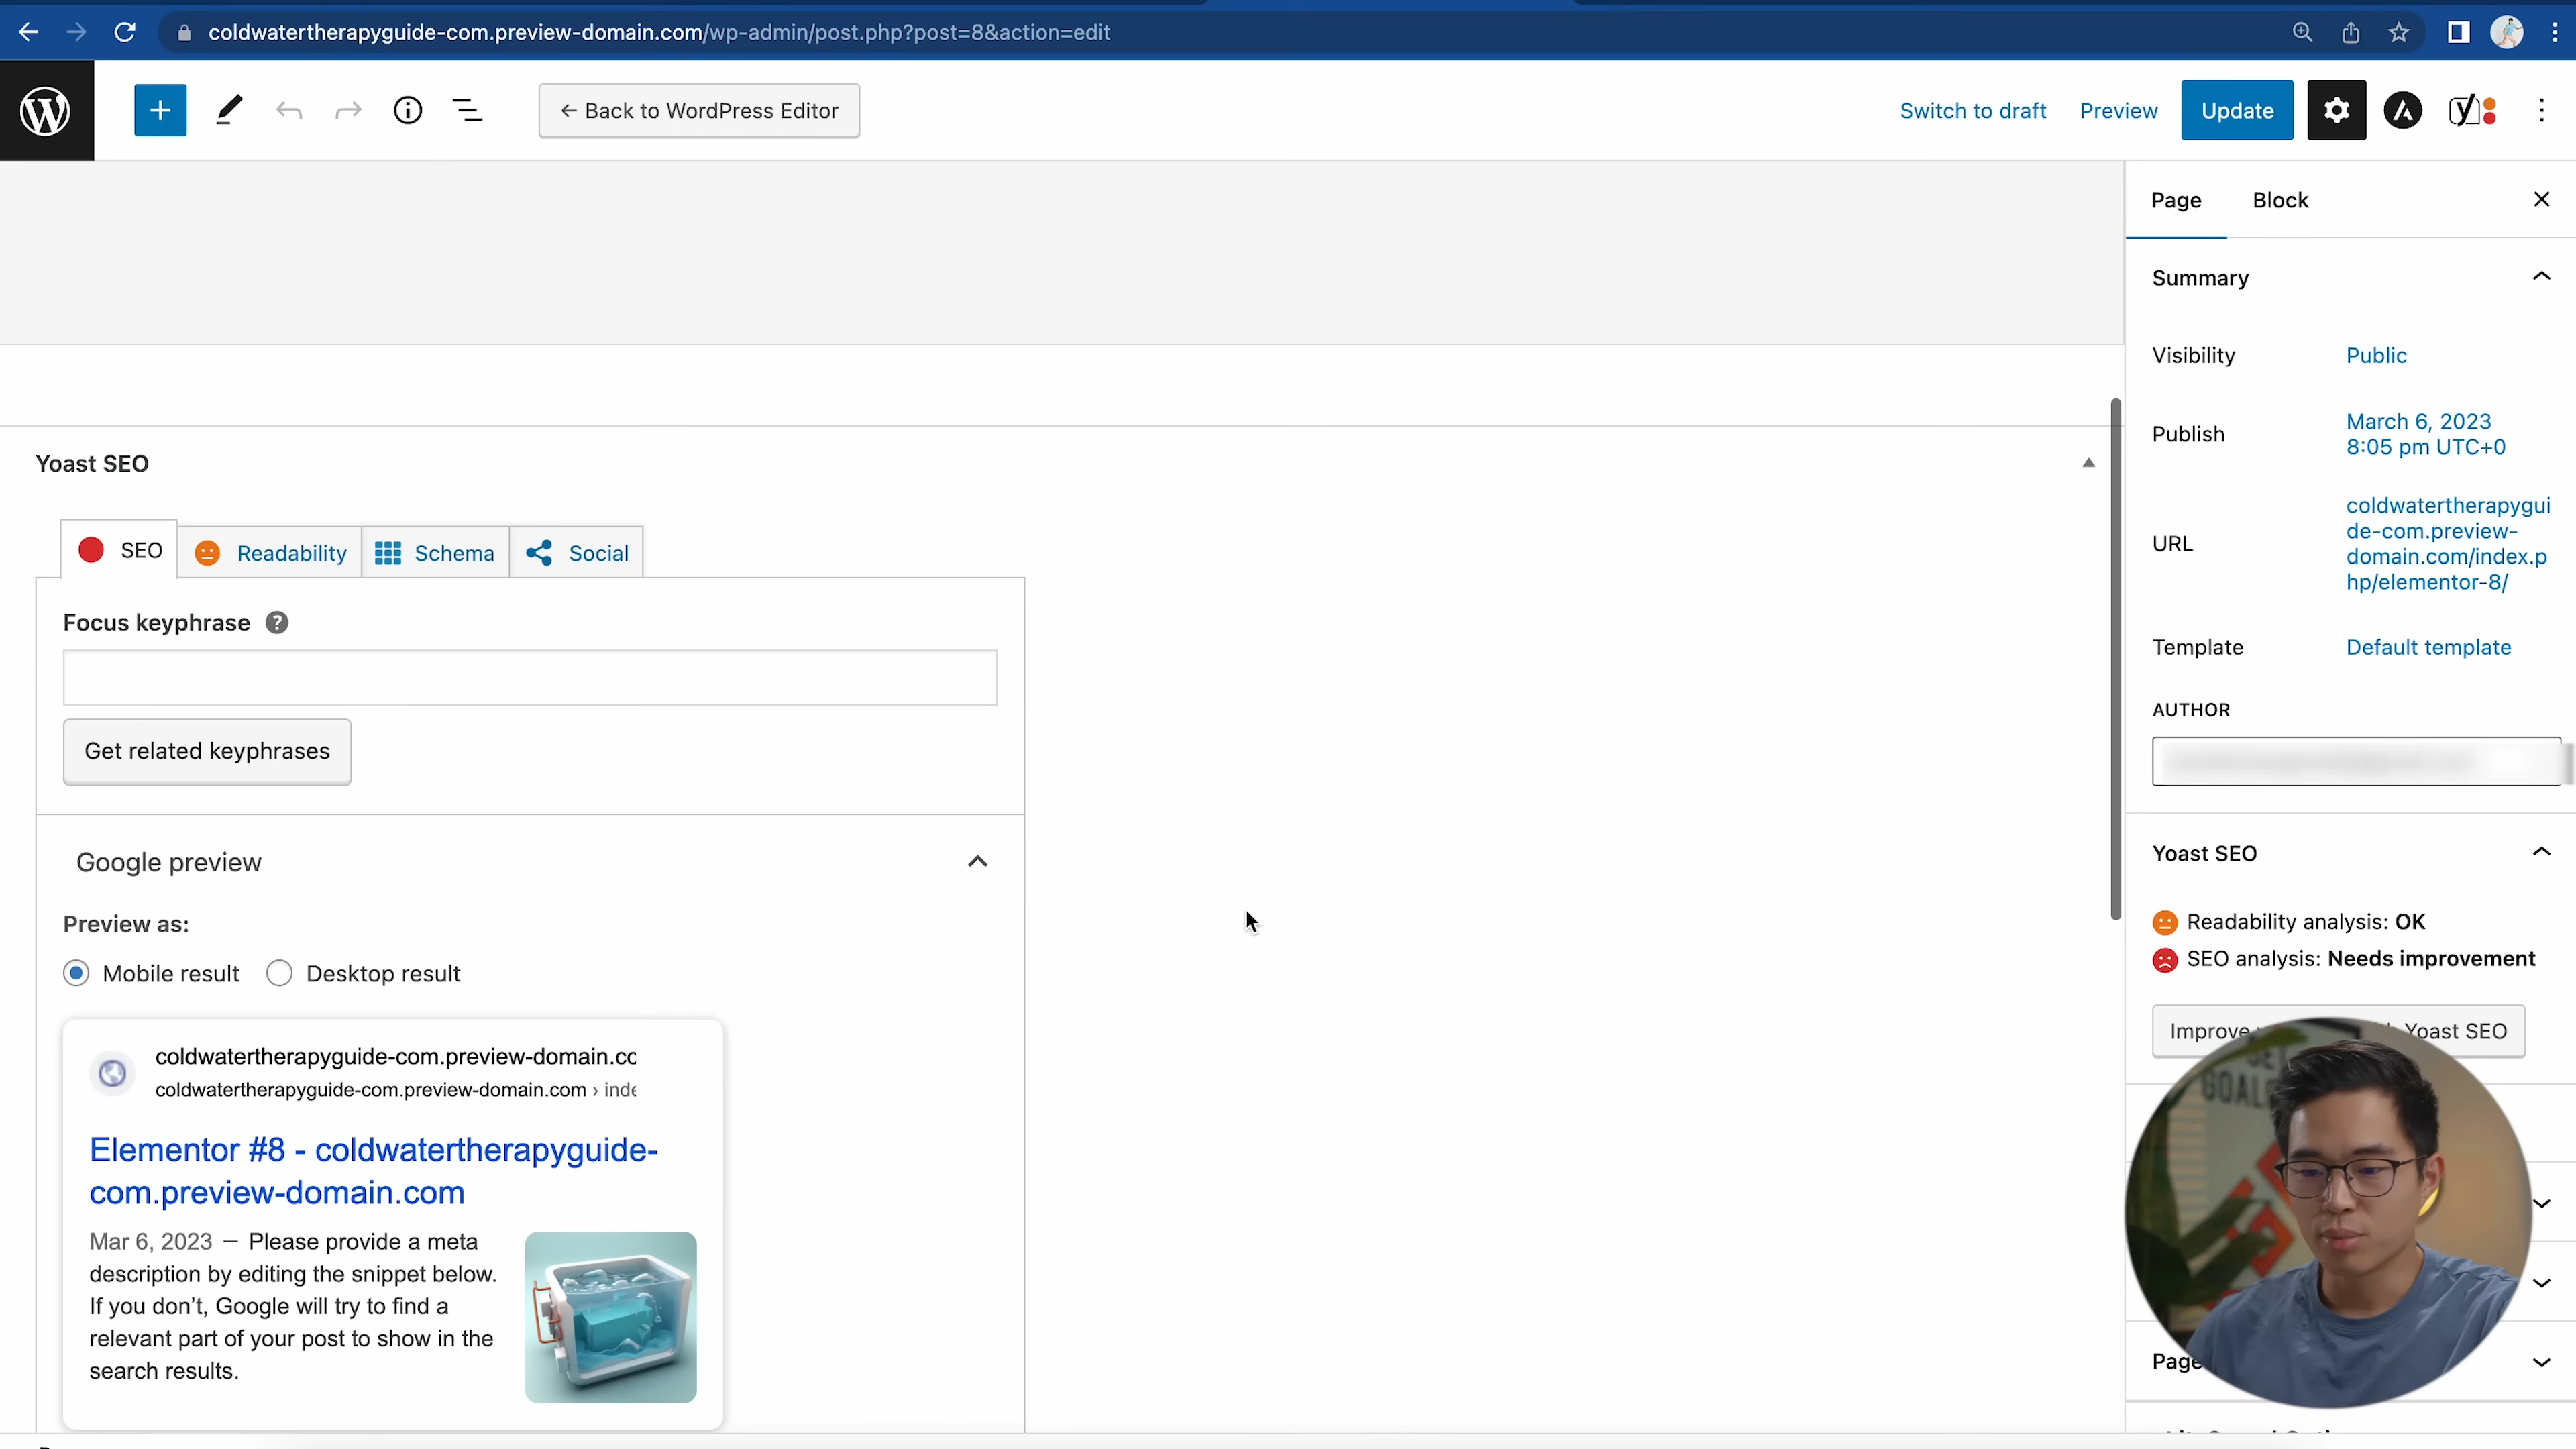 coldwatertherapyguide-com.preview-domain.com/wp-admin/post.php?post=8&action=edit
← Back to WordPress Editor
Switch to draft
Preview
Update
Page
Block
Summary
Visibility
Public
Publish
March 6, 2023
8:05 pm UTC+0
URL
coldwatertherapygui
de-com.preview-
domain.com/index.p
hp/elementor-8/
Template
Default template
AUTHOR
Yoast SEO
Readability analysis: OK
SEO analysis: Needs improvement
Improve
Yoast SEO
Page
Yoast SEO
SEO
Readability
Schema
Social
Focus keyphrase
Get related keyphrases
Google preview
Preview as:
Mobile result
Desktop result
coldwatertherapyguide-com.preview-domain.cc
coldwatertherapyguide-com.preview-domain.com › inde
Elementor #8 - coldwatertherapyguide-
com.preview-domain.com
Mar 6, 2023 － Please provide a meta
description by editing the snippet below.
If you don’t, Google will try to find a
relevant part of your post to show in the
search results.